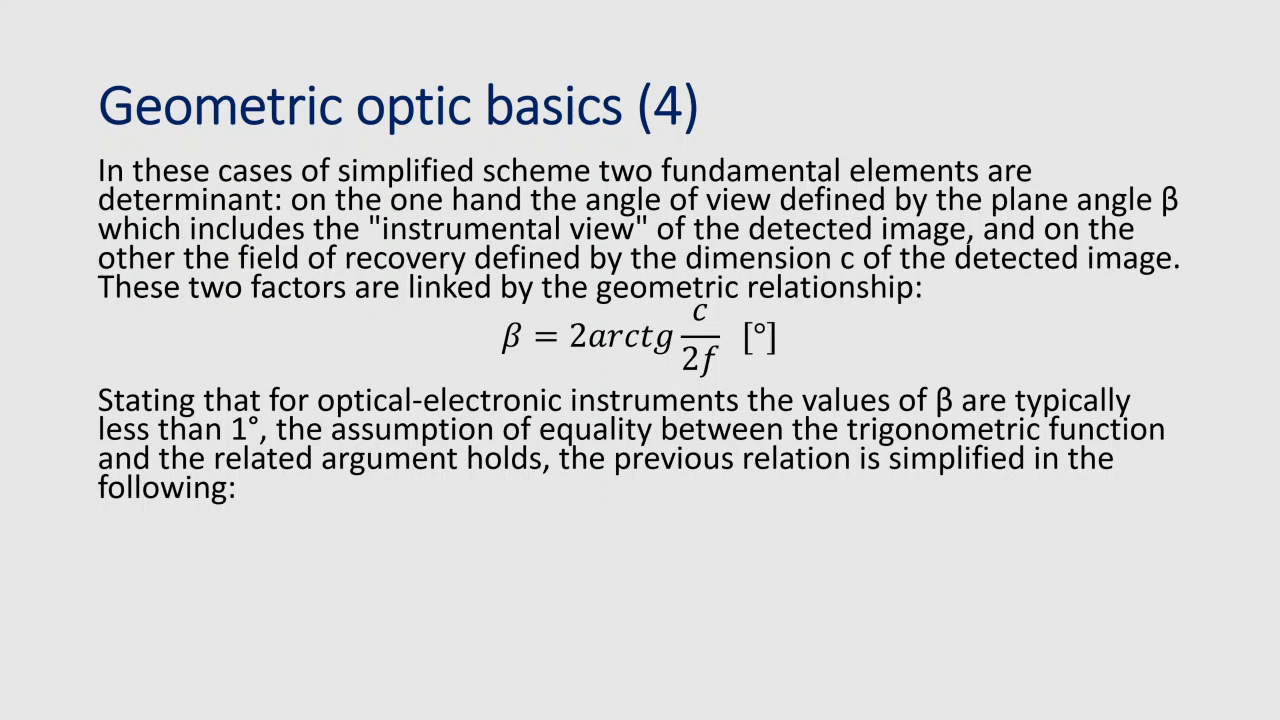 Geometric optic basics (4)
In these cases of simplified scheme two fundamental elements are
determinant: on the one hand the angle of view defined by the plane angle β
which includes the "instrumental view" of the detected image, and on the
other the field of recovery defined by the dimension c of the detected image.
These two factors are linked by the geometric relationship:
β = 2arctg c/2f [°]
Stating that for optical-electronic instruments the values of β are typically
less than 1°, the assumption of equality between the trigonometric function
and the related argument holds, the previous relation is simplified in the
following: